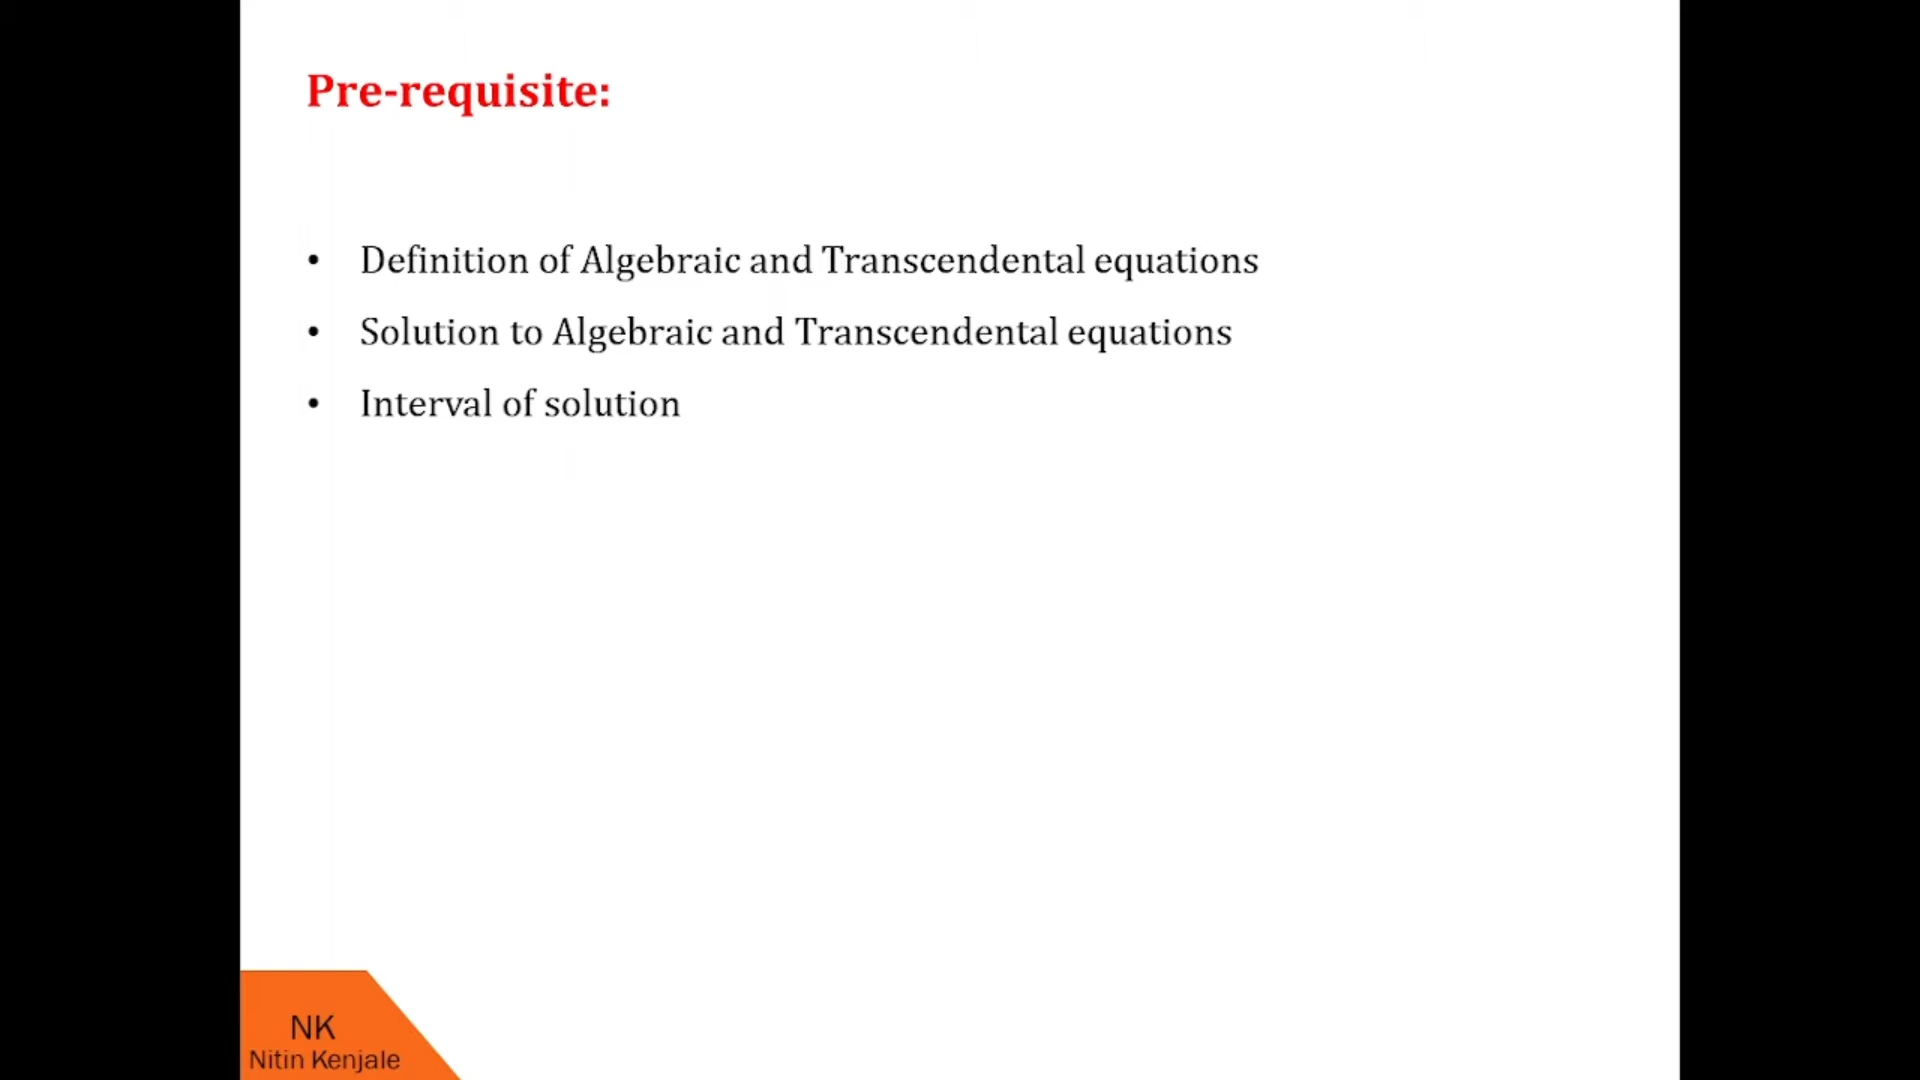 Pre-requisite:
• Definition of Algebraic and Transcendental equations
• Solution to Algebraic and Transcendental equations
• Interval of solution
NK
Nitin Kenjale